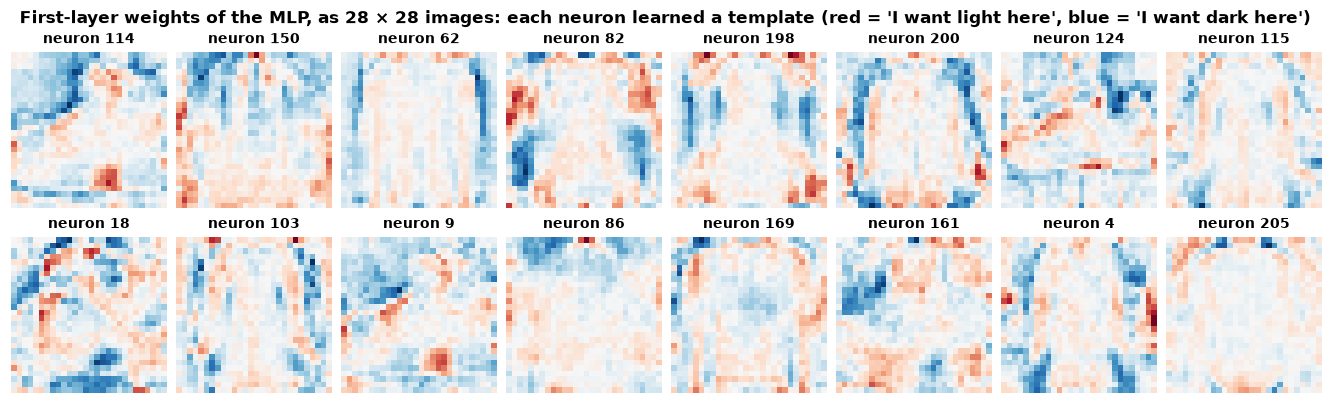 First-layer weights of the MLP, as 28 × 28 images: each neuron learned a template (red = 'I want light here', blue = 'I want dark here')
neuron 114 neuron 150 neuron 62 neuron 82 neuron 198 neuron 200 neuron 124 neuron 115
neuron 18 neuron 103 neuron 9 neuron 86 neuron 169 neuron 161 neuron 4 neuron 205